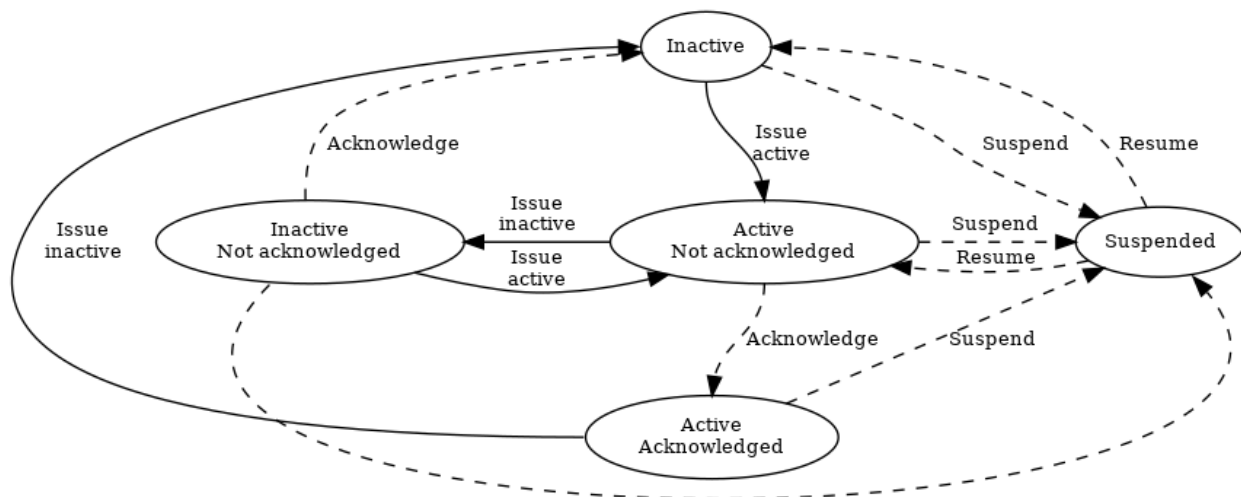 Inactive
Acknowledge
Issue
active
Suspend
Resume
Issue
inactive
Inactive
Not acknowledged
Issue
inactive
Issue
active
Active
Not acknowledged
Suspend
Resume
Suspended
Acknowledge
Suspend
Active
Acknowledged